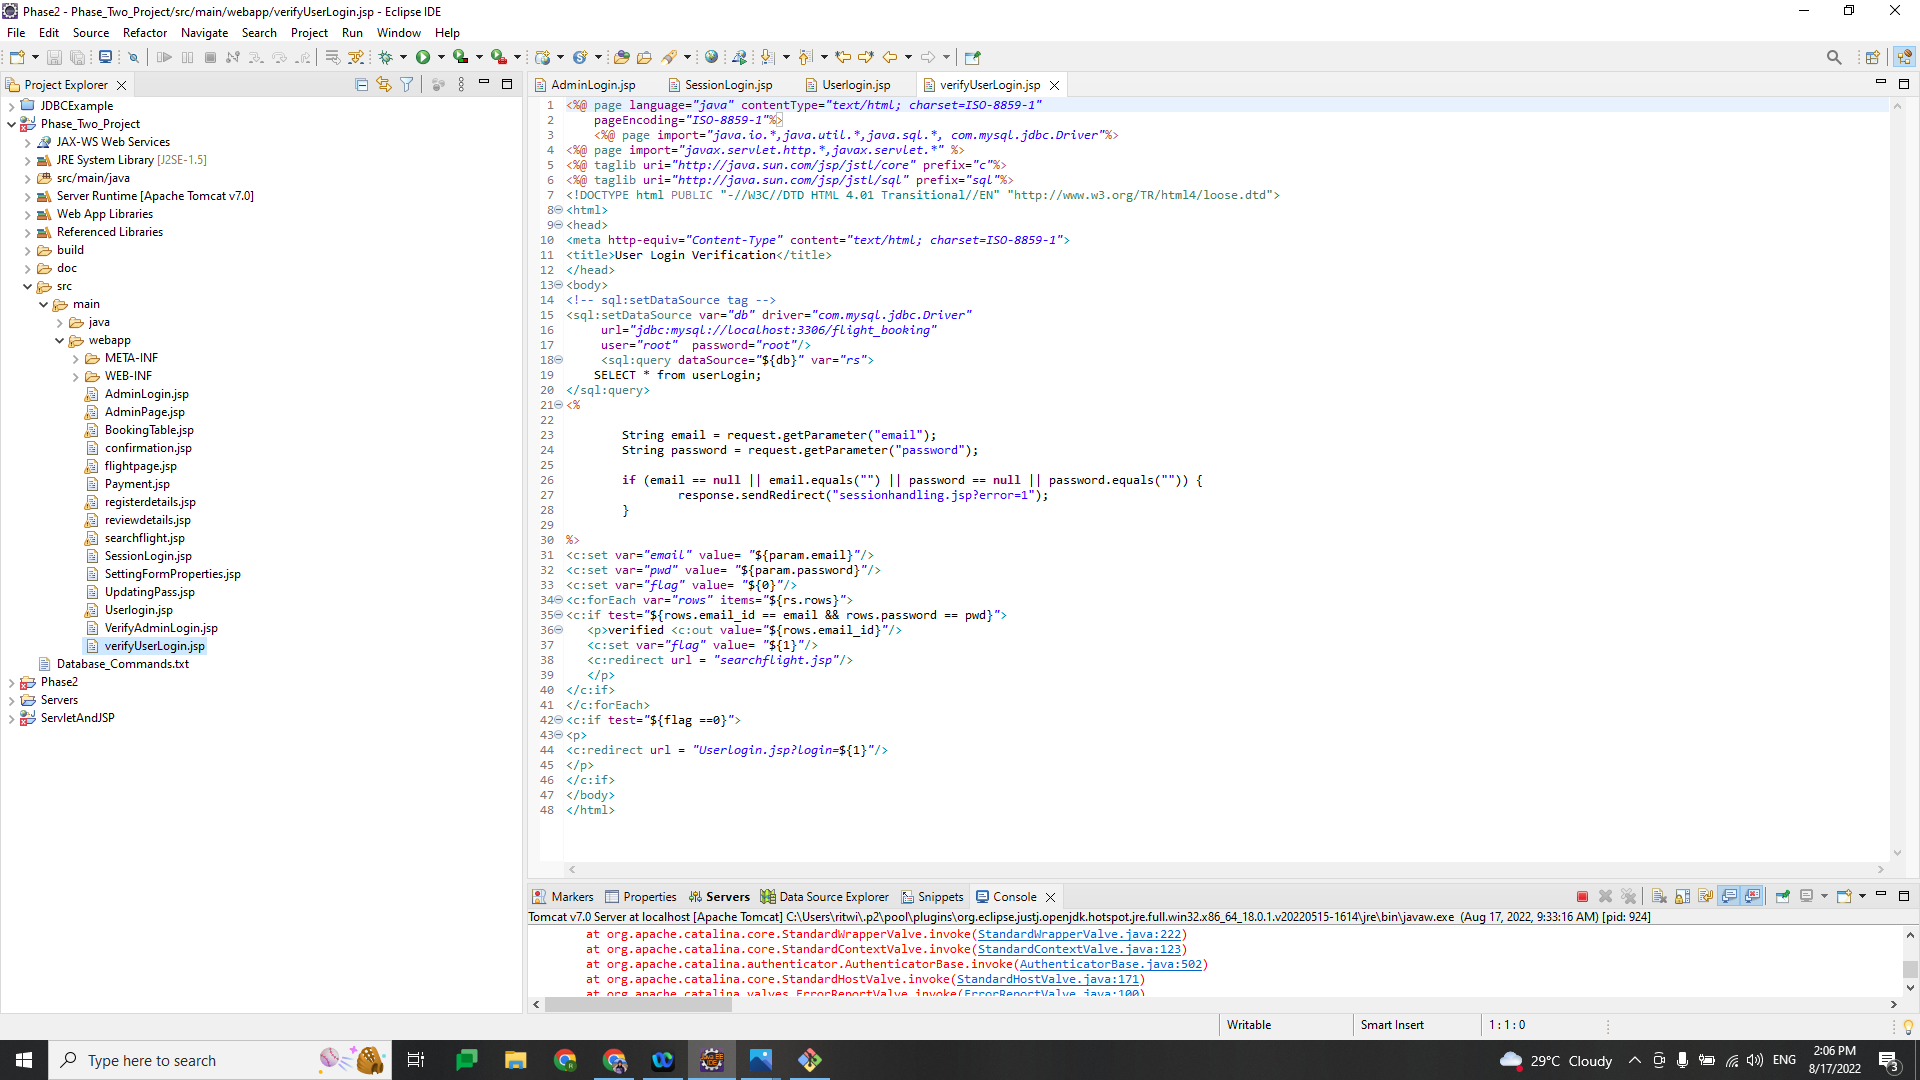 Phase2 - Phase_Two_Project/src/main/webapp/verifyUserLogin.jsp - Eclipse IDE
File Edit Source Refactor Navigate Search Project Run Window Help
Project Explorer
JDBCExample
Phase_Two_Project
JAX-WS Web Services
JRE System Library [J2SE-1.5]
src/main/java
Server Runtime [Apache Tomcat v7.0]
Web App Libraries
Referenced Libraries
build
doc
src
main
java
webapp
META-INF
WEB-INF
AdminLogin.jsp
AdminPage.jsp
BookingTable.jsp
confirmation.jsp
flightpage.jsp
Payment.jsp
registerdetails.jsp
reviewdetails.jsp
searchflight.jsp
SessionLogin.jsp
SettingFormProperties.jsp
UpdatingPass.jsp
Userlogin.jsp
VerifyAdminLogin.jsp
verifyUserLogin.jsp
Database_Commands.txt
Phase2
Servers
ServletAndJSP
AdminLogin.jsp SessionLogin.jsp Userlogin.jsp verifyUserLogin.jsp
1 <%@ page language="java" contentType="text/html; charset=ISO-8859-1"
2 pageEncoding="ISO-8859-1"%>
3 <%@ page import="java.io.*,java.util.*,java.sql.*, com.mysql.jdbc.Driver"%>
4 <%@ page import="javax.servlet.http.*,javax.servlet.*" %>
5 <%@ taglib uri="http://java.sun.com/jsp/jstl/core" prefix="c"%>
6 <%@ taglib uri="http://java.sun.com/jsp/jstl/sql" prefix="sql"%>
7 <!DOCTYPE html PUBLIC "-//W3C//DTD HTML 4.01 Transitional//EN" "http://www.w3.org/TR/html4/loose.dtd">
8 <html>
9 <head>
10 <meta http-equiv="Content-Type" content="text/html; charset=ISO-8859-1">
11 <title>User Login Verification</title>
12 </head>
13 <body>
14 <!-- sql:setDataSource tag -->
15 <sql:setDataSource var="db" driver="com.mysql.jdbc.Driver"
16 url="jdbc:mysql://localhost:3306/flight_booking"
17 user="root" password="root"/>
18 <sql:query dataSource="${db}" var="rs">
19 SELECT * from userLogin;
20 </sql:query>
21 <%
22
23 String email = request.getParameter("email");
24 String password = request.getParameter("password");
25
26 if (email == null || email.equals("") || password == null || password.equals("")) {
27 response.sendRedirect("sessionhandling.jsp?error=1");
28 }
29
30 %>
31 <c:set var="email" value= "${param.email}"/>
32 <c:set var="pwd" value= "${param.password}"/>
33 <c:set var="flag" value= "${0}"/>
34 <c:forEach var="rows" items="${rs.rows}">
35 <c:if test="${rows.email_id == email && rows.password == pwd}">
36 <p>verified <c:out value="${rows.email_id}"/>
37 <c:set var="flag" value= "${1}"/>
38 <c:redirect url = "searchflight.jsp"/>
39 </p>
40 </c:if>
41 </c:forEach>
42 <c:if test="${flag ==0}">
43 <p>
44 <c:redirect url = "Userlogin.jsp?login=${1}"/>
45 </p>
46 </c:if>
47 </body>
48 </html>
Markers Properties Servers Data Source Explorer Snippets Console
Tomcat v7.0 Server at localhost [Apache Tomcat] C:\Users\ritwi\.p2\pool\plugins\org.eclipse.justj.openjdk.hotspot.jre.full.win32.x86_64_18.0.1.v20220515-1614\jre\bin\javaw.exe (Aug 17, 2022, 9:33:16 AM) [pid: 924]
at org.apache.catalina.core.StandardWrapperValve.invoke(StandardWrapperValve.java:222)
at org.apache.catalina.core.StandardContextValve.invoke(StandardContextValve.java:123)
at org.apache.catalina.authenticator.AuthenticatorBase.invoke(AuthenticatorBase.java:502)
at org.apache.catalina.core.StandardHostValve.invoke(StandardHostValve.java:171)
at org.apache.catalina.valves.ErrorReportValve.invoke(ErrorReportValve.java:100)
Writable Smart Insert 1 : 1 : 0
Type here to search
29°C Cloudy ENG 2:06 PM
8/17/2022 3